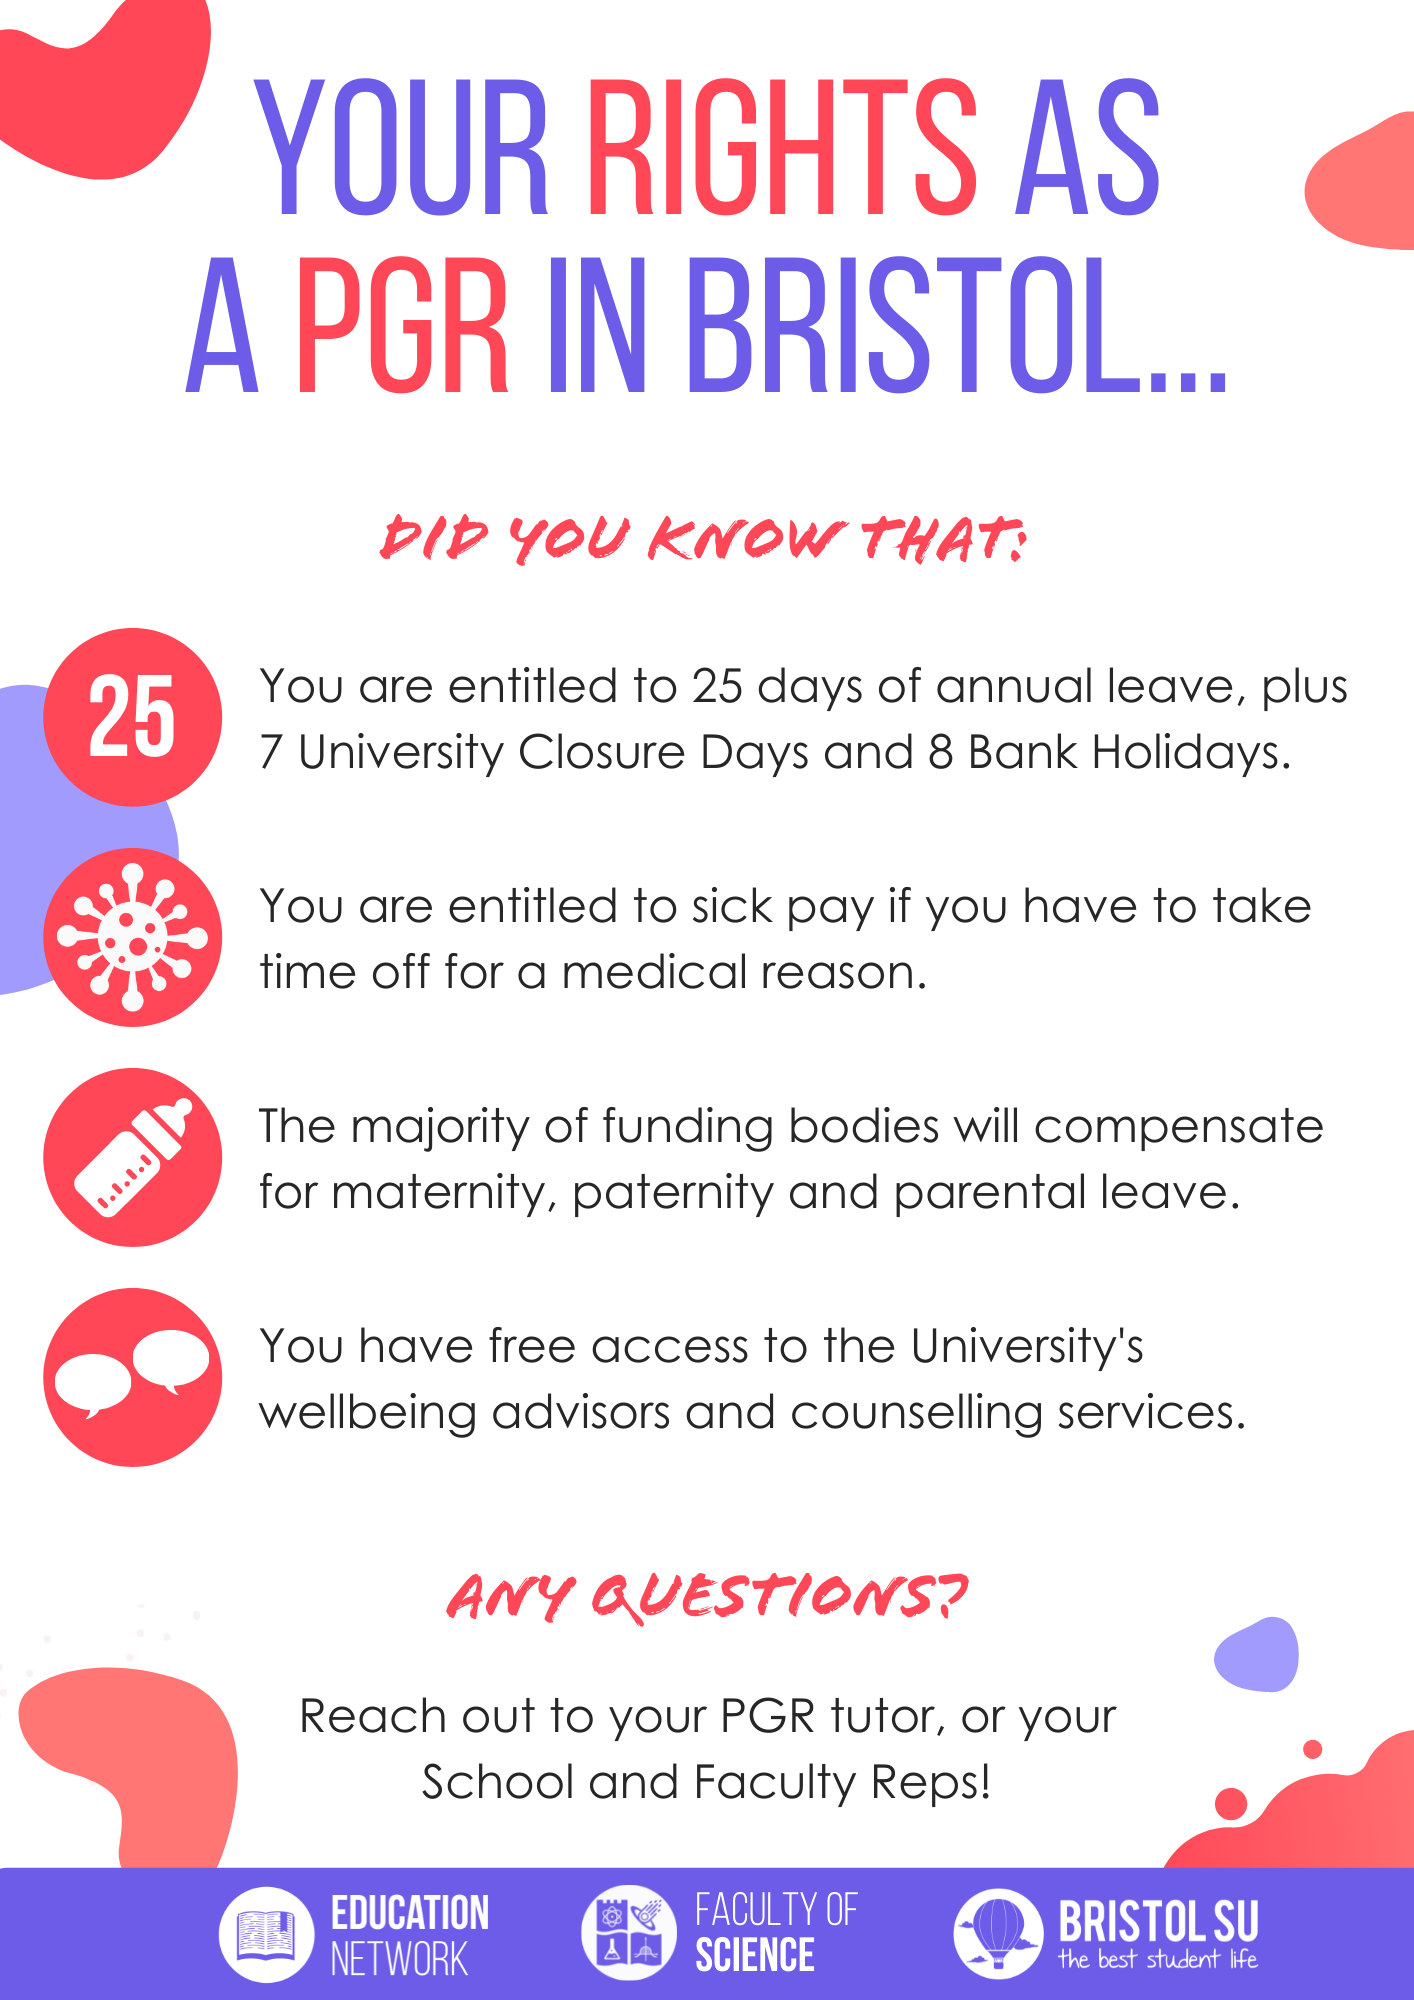 YOUR RIGHTS AS
A PGR IN BRISTOL...
DID YOU KNOW THAT:
25
You are entitled to 25 days of annual leave, plus
7 University Closure Days and 8 Bank Holidays.
You are entitled to sick pay if you have to take
time off for a medical reason.
The majority of funding bodies will compensate
for maternity, paternity and parental leave.
You have free access to the University's
wellbeing advisors and counselling services.
ANY QUESTIONS?
Reach out to your PGR tutor, or your
School and Faculty Reps!
EDUCATION
NETWORK
FACULTY OF
SCIENCE
BRISTOL SU
the best student life